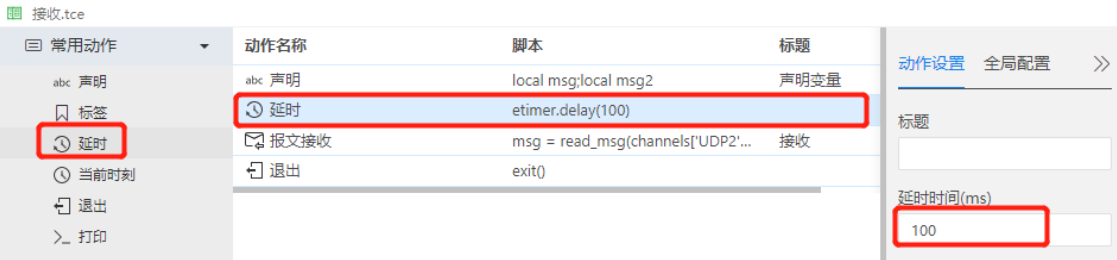 接收.tce
常用动作
abc 声明
标签
延时
当前时刻
退出
打印
动作名称 脚本 标题
abc 声明 local msg;local msg2 声明变量
延时 etimer.delay(100)
报文接收 msg = read_msg(channels['UDP2'... 接收
退出 exit()
动作设置 全局配置
标题
延时时间(ms)
100